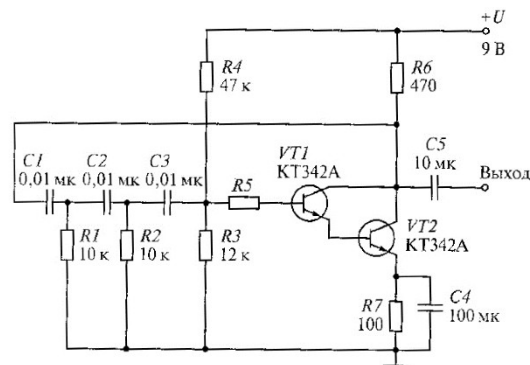 +U
9 В
R4
47 к
R6
470
C1
0,01 мк
C2
0,01 мк
C3
0,01 мк
R5
VT1
КТ342А
C5
10 мк
Выход
R1
10 к
R2
10 к
R3
12 к
VT2
КТ342А
R7
100
C4
100 мк